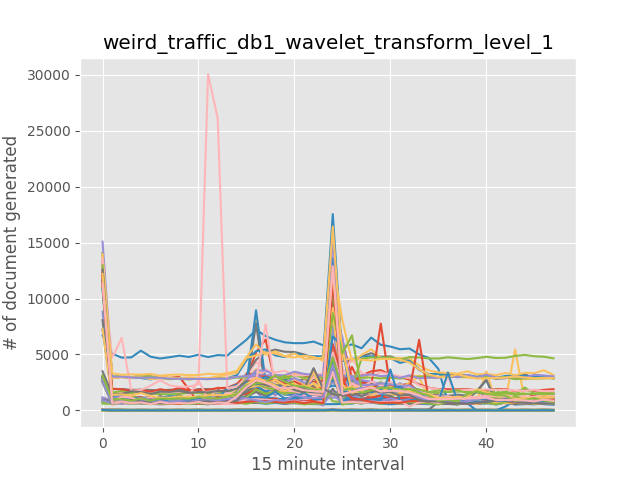 weird_traffic_db1_wavelet_transform_level_1
30000
25000
20000
15000
10000
5000
0
# of document generated
0 10 20 30 40
15 minute interval